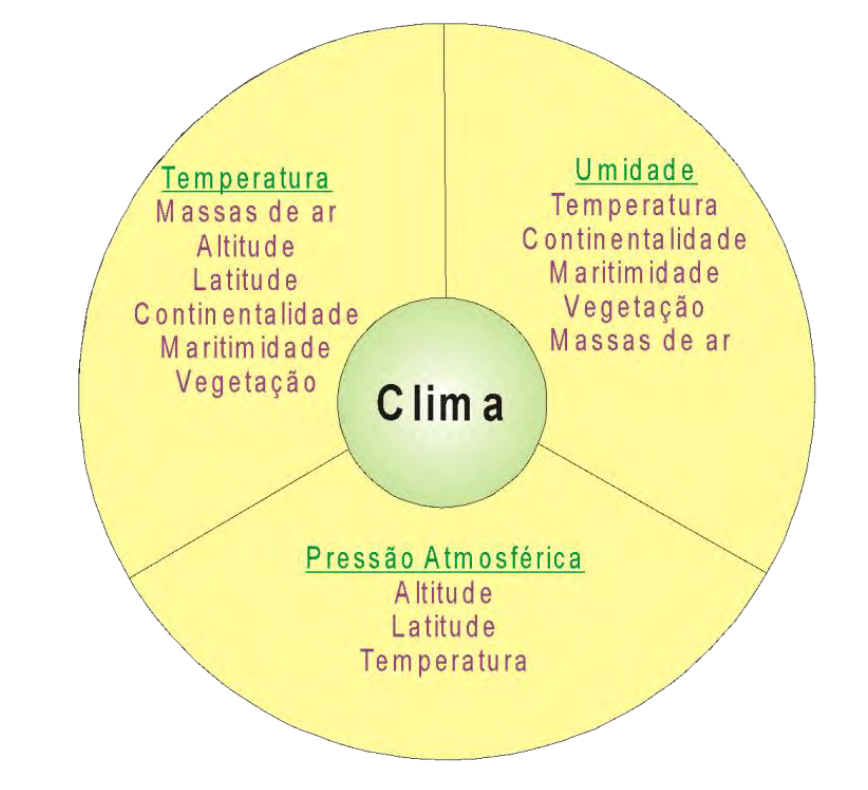 Temperatura
Massas de ar
Altitude
Latitude
Continentalidade
Maritimidade
Vegetação
Umidade
Temperatura
Continentalidade
Maritimidade
Vegetação
Massas de ar
Clima
Pressão Atmosférica
Altitude
Latitude
Temperatura